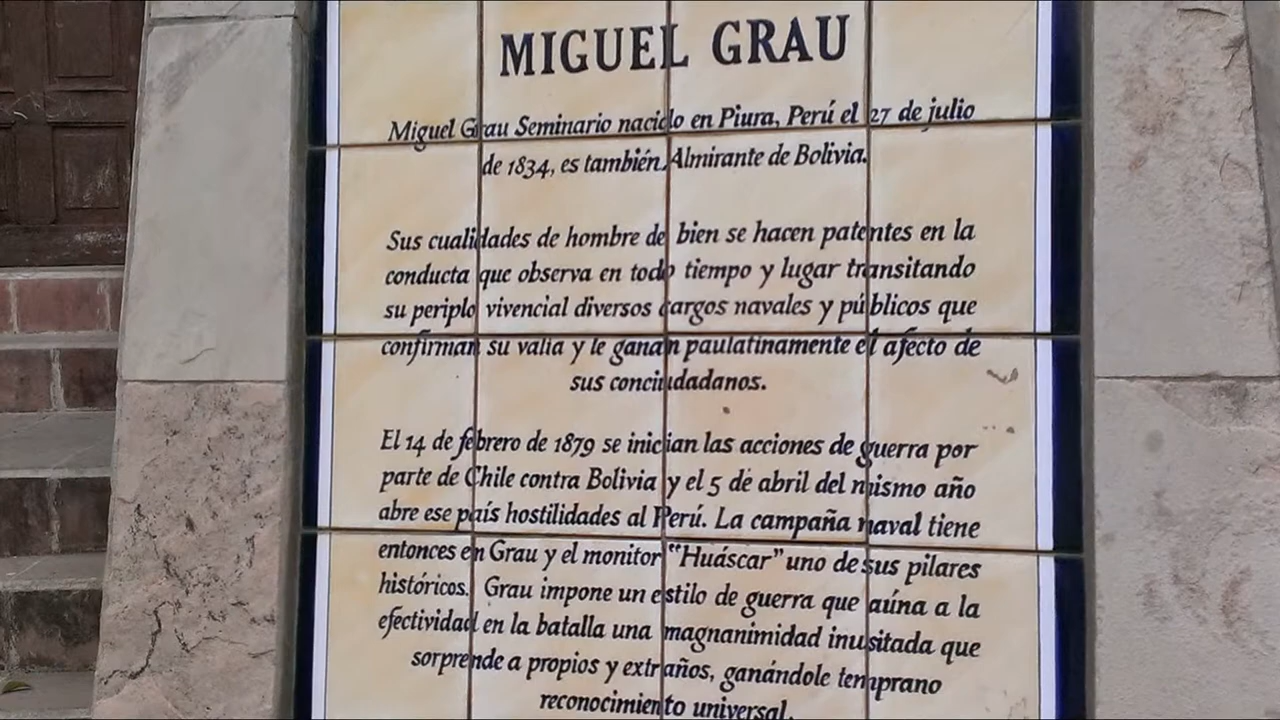 MIGUEL GRAU
Miguel Grau Seminario nacido en Piura, Perú el 27 de julio
de 1834, es también Almirante de Bolivia.
Sus cualidades de hombre de bien se hacen patentes en la
conducta que observa en todo tiempo y lugar transitando
su periplo vivencial diversos cargos navales y públicos que
confirman su valia y le ganan paulatinamente el afecto de
sus conciudadanos.
El 14 de febrero de 1879 se inician las acciones de guerra por
parte de Chile contra Bolivia y el 5 de abril del mismo año
abre ese país hostilidades al Perú. La campaña naval tiene
entonces en Grau y el monitor "Huáscar" uno de sus pilares
históricos. Grau impone un estilo de guerra que aúna a la
efectividad en la batalla una magnanimidad inusitada que
sorprende a propios y extraños, ganándole temprano
reconocimiento universal.